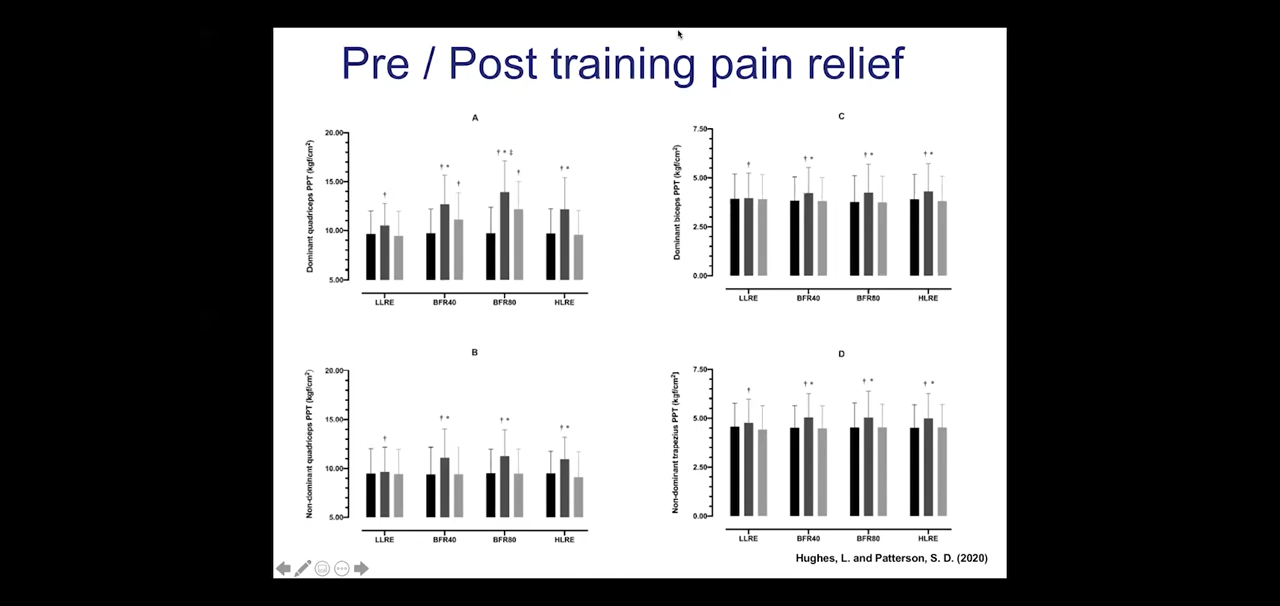 Pre / Post training pain relief
A
Dominant quadriceps PPT (kgf/cm²)
20.00
15.00
10.00
5.00
† † * † † * ‡ † † *
LLRE BFR40 BFR80 HLRE
C
Dominant biceps PPT (kgf/cm²)
7.50
5.00
2.50
0.00
† † * † * † *
LLRE BFR40 BFR80 HLRE
B
Non-dominant quadriceps PPT (kgf/cm²)
20.00
15.00
10.00
5.00
† † * † * † *
LLRE BFR40 BFR80 HLRE
D
Non-dominant trapezius PPT (kgf/cm²)
7.50
5.00
2.50
0.00
† † * † * † *
LLRE BFR40 BFR80 HLRE
Hughes, L. and Patterson, S. D. (2020)